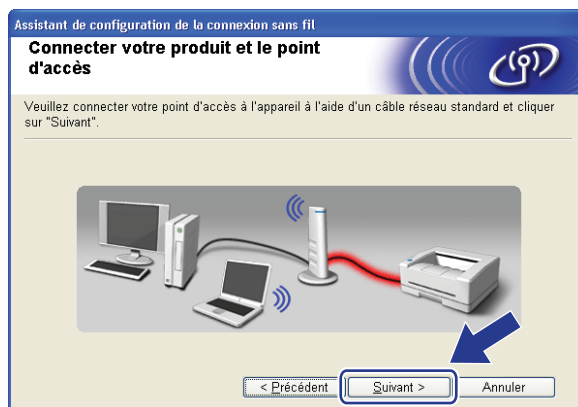 Assistant de configuration de la connexion sans fil
Connecter votre produit et le point
d'accès
Veuillez connecter votre point d'accès à l'appareil à l'aide d'un câble réseau standard et cliquer
sur "Suivant".
< Précédent Suivant > Annuler